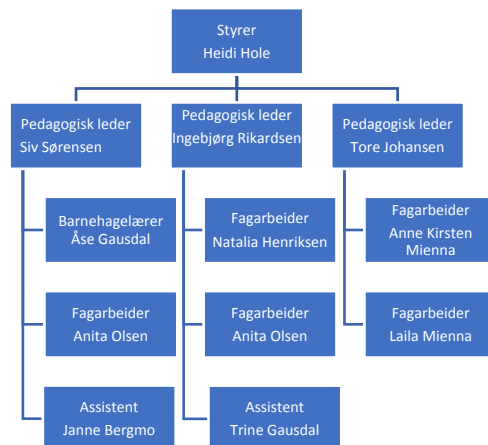 Styrer
Heidi Hole
Pedagogisk leder
Siv Sørensen
Pedagogisk leder
Ingebjørg Rikardsen
Pedagogisk leder
Tore Johansen
Barnehagelærer
Åse Gausdal
Fagarbeider
Natalia Henriksen
Fagarbeider
Anne Kirsten
Mienna
Fagarbeider
Anita Olsen
Fagarbeider
Anita Olsen
Fagarbeider
Laila Mienna
Assistent
Janne Bergmo
Assistent
Trine Gausdal